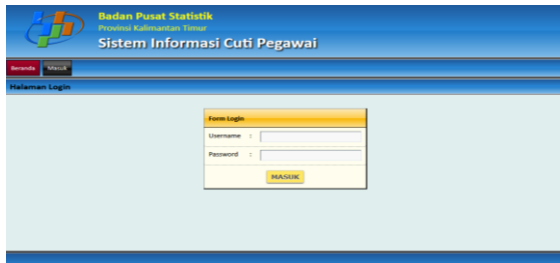 Badan Pusat Statistik
Provinsi Kalimantan Timur
Sistem Informasi Cuti Pegawai
Beranda Masuk
Halaman Login
Form Login
Username :
Password :
MASUK